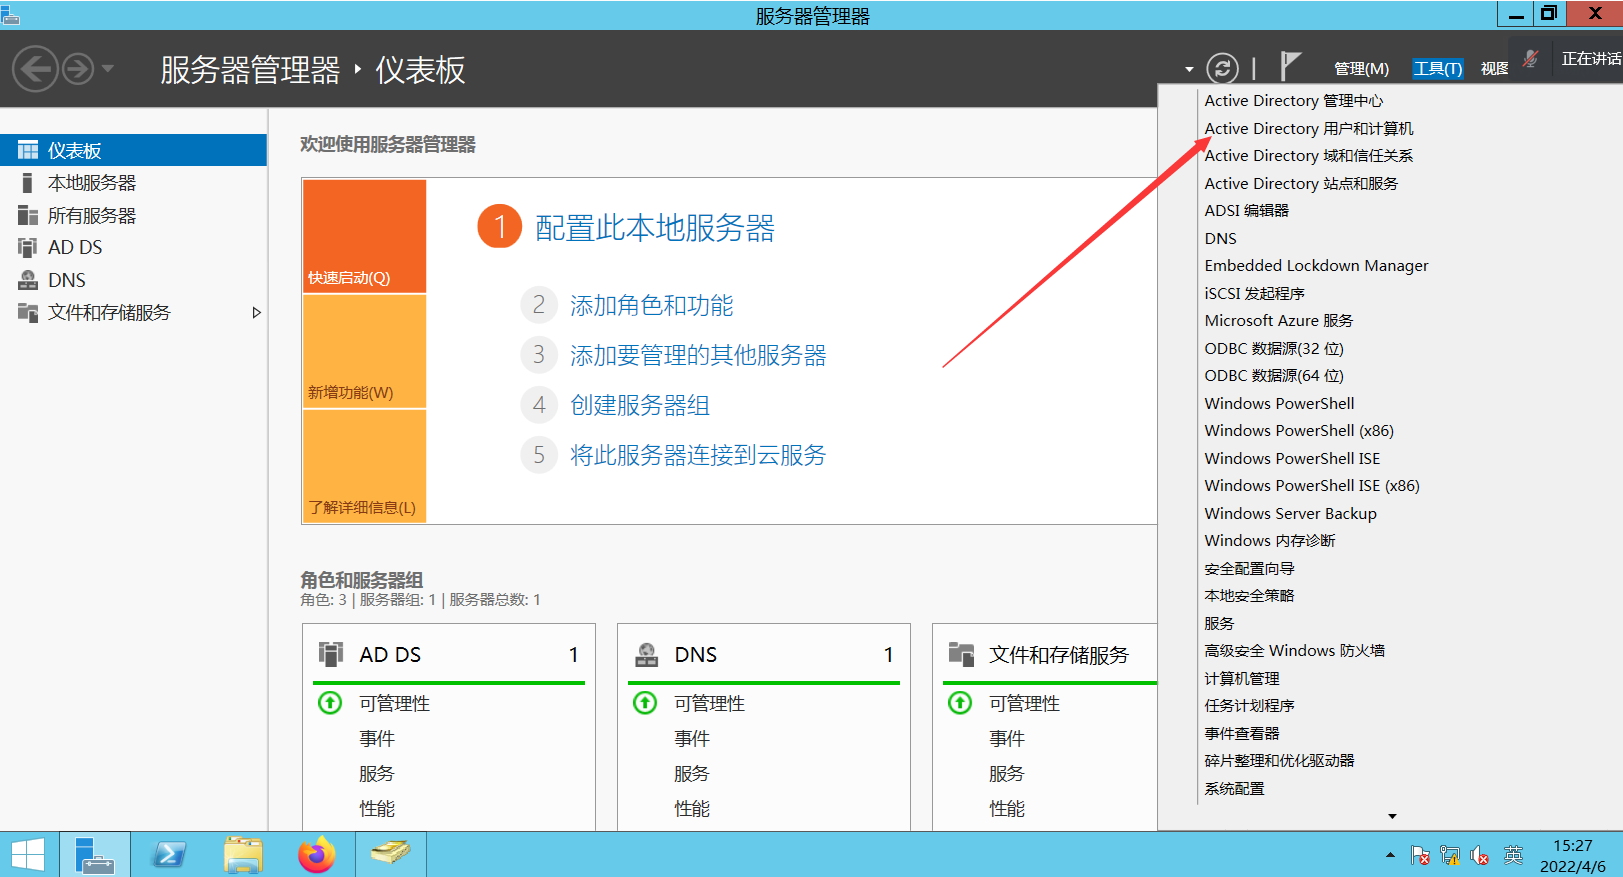 服务器管理器
服务器管理器 ‣ 仪表板
管理(M) 工具(T) 视图
正在讲话
仪表板
本地服务器
所有服务器
AD DS
DNS
文件和存储服务
欢迎使用服务器管理器
快速启动(Q)
新增功能(W)
了解详细信息(L)
1 配置此本地服务器
2 添加角色和功能
3 添加要管理的其他服务器
4 创建服务器组
5 将此服务器连接到云服务
角色和服务器组
角色: 3 | 服务器组: 1 | 服务器总数: 1
AD DS 1
可管理性
事件
服务
性能
DNS 1
可管理性
事件
服务
性能
文件和存储服务
可管理性
事件
服务
性能
Active Directory 管理中心
Active Directory 用户和计算机
Active Directory 域和信任关系
Active Directory 站点和服务
ADSI 编辑器
DNS
Embedded Lockdown Manager
iSCSI 发起程序
Microsoft Azure 服务
ODBC 数据源(32 位)
ODBC 数据源(64 位)
Windows PowerShell
Windows PowerShell (x86)
Windows PowerShell ISE
Windows PowerShell ISE (x86)
Windows Server Backup
Windows 内存诊断
安全配置向导
本地安全策略
服务
高级安全 Windows 防火墙
计算机管理
任务计划程序
事件查看器
碎片整理和优化驱动器
系统配置
英
15:27
2022/4/6